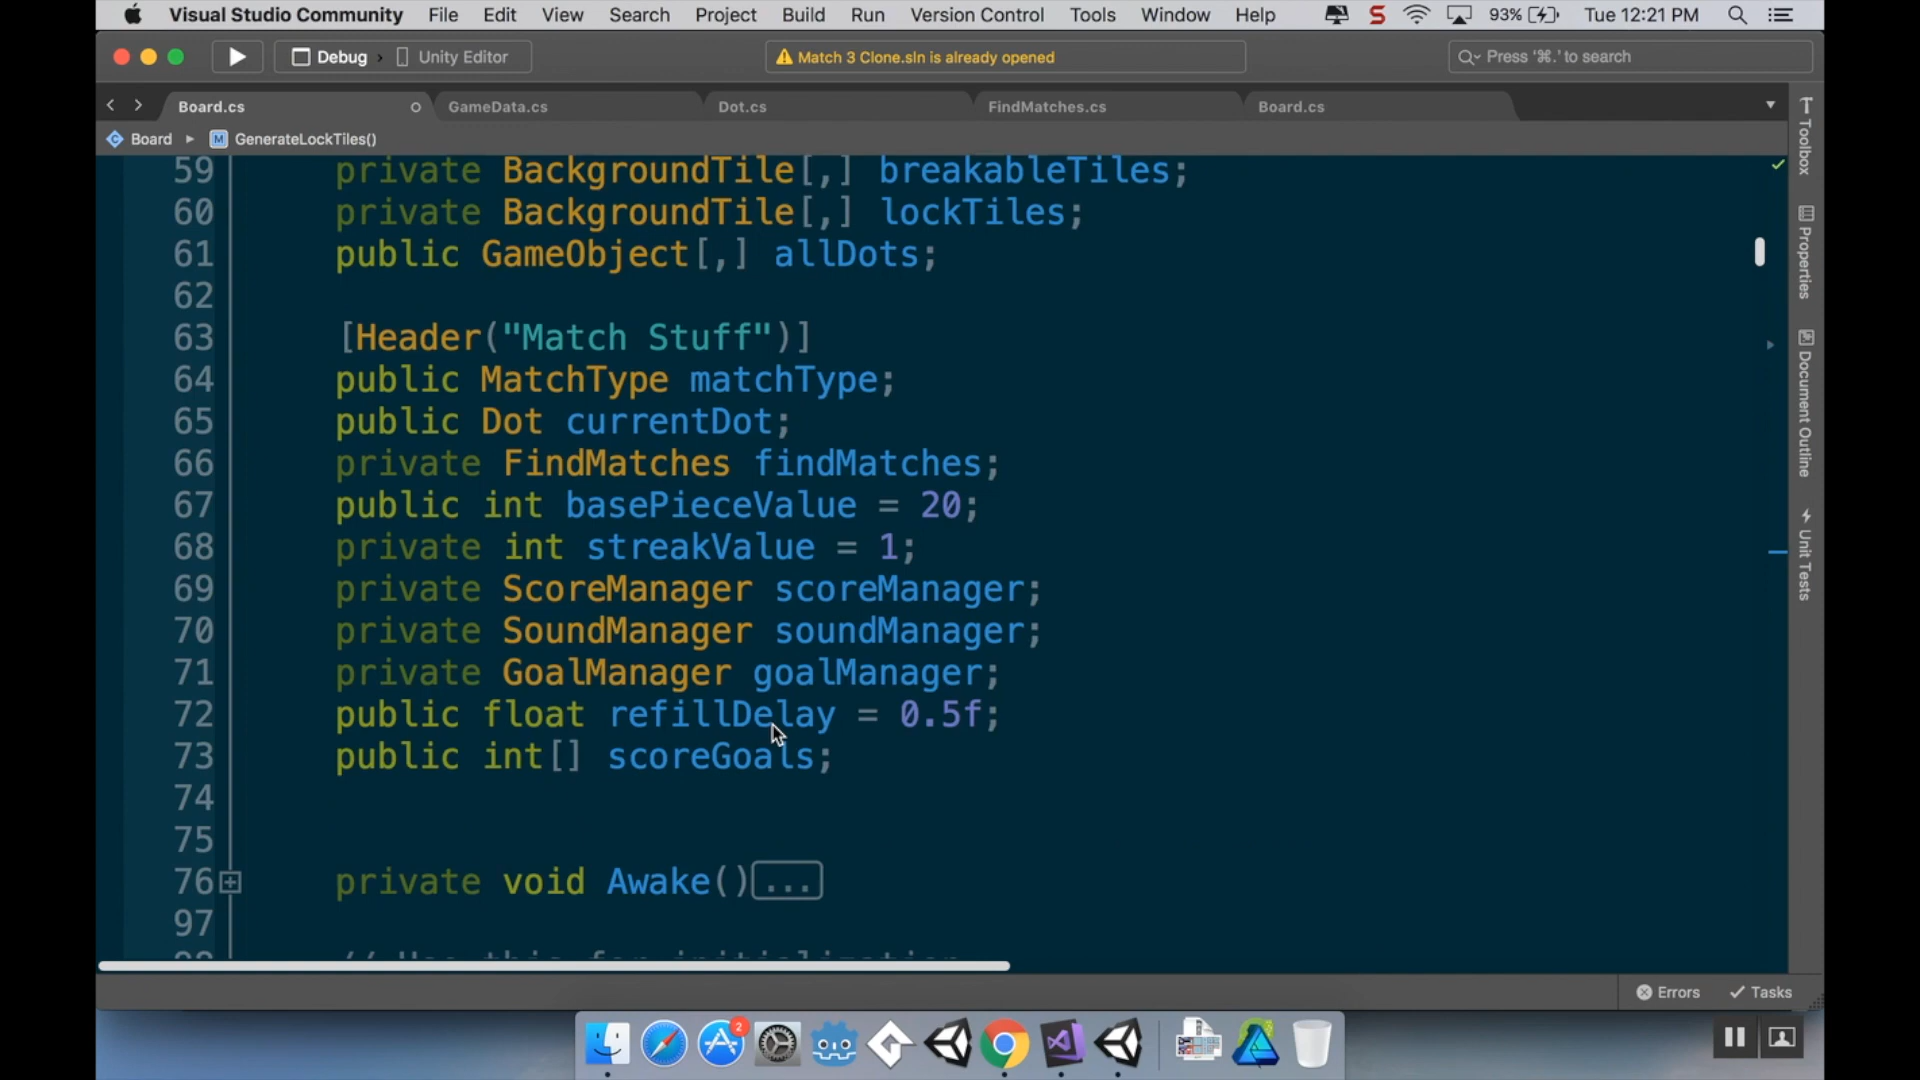 Visual Studio Community File Edit View Search Project Build Run Version Control Tools Window Help S 93% Tue 12:21 PM
Debug Unity Editor Match 3 Clone.sln is already opened Press '⌘.' to search
Board.cs GameData.cs Dot.cs FindMatches.cs Board.cs
Board M GenerateLockTiles()
59 private BackgroundTile[,] breakableTiles;
60 private BackgroundTile[,] lockTiles;
61 public GameObject[,] allDots;
62
63 [Header("Match Stuff")]
64 public MatchType matchType;
65 public Dot currentDot;
66 private FindMatches findMatches;
67 public int basePieceValue = 20;
68 private int streakValue = 1;
69 private ScoreManager scoreManager;
70 private SoundManager soundManager;
71 private GoalManager goalManager;
72 public float refillDelay = 0.5f;
73 public int[] scoreGoals;
74
75
76 private void Awake()...
97
98 // Use this for initialization
Toolbox
Properties
Document Outline
Unit Tests
Errors Tasks
2